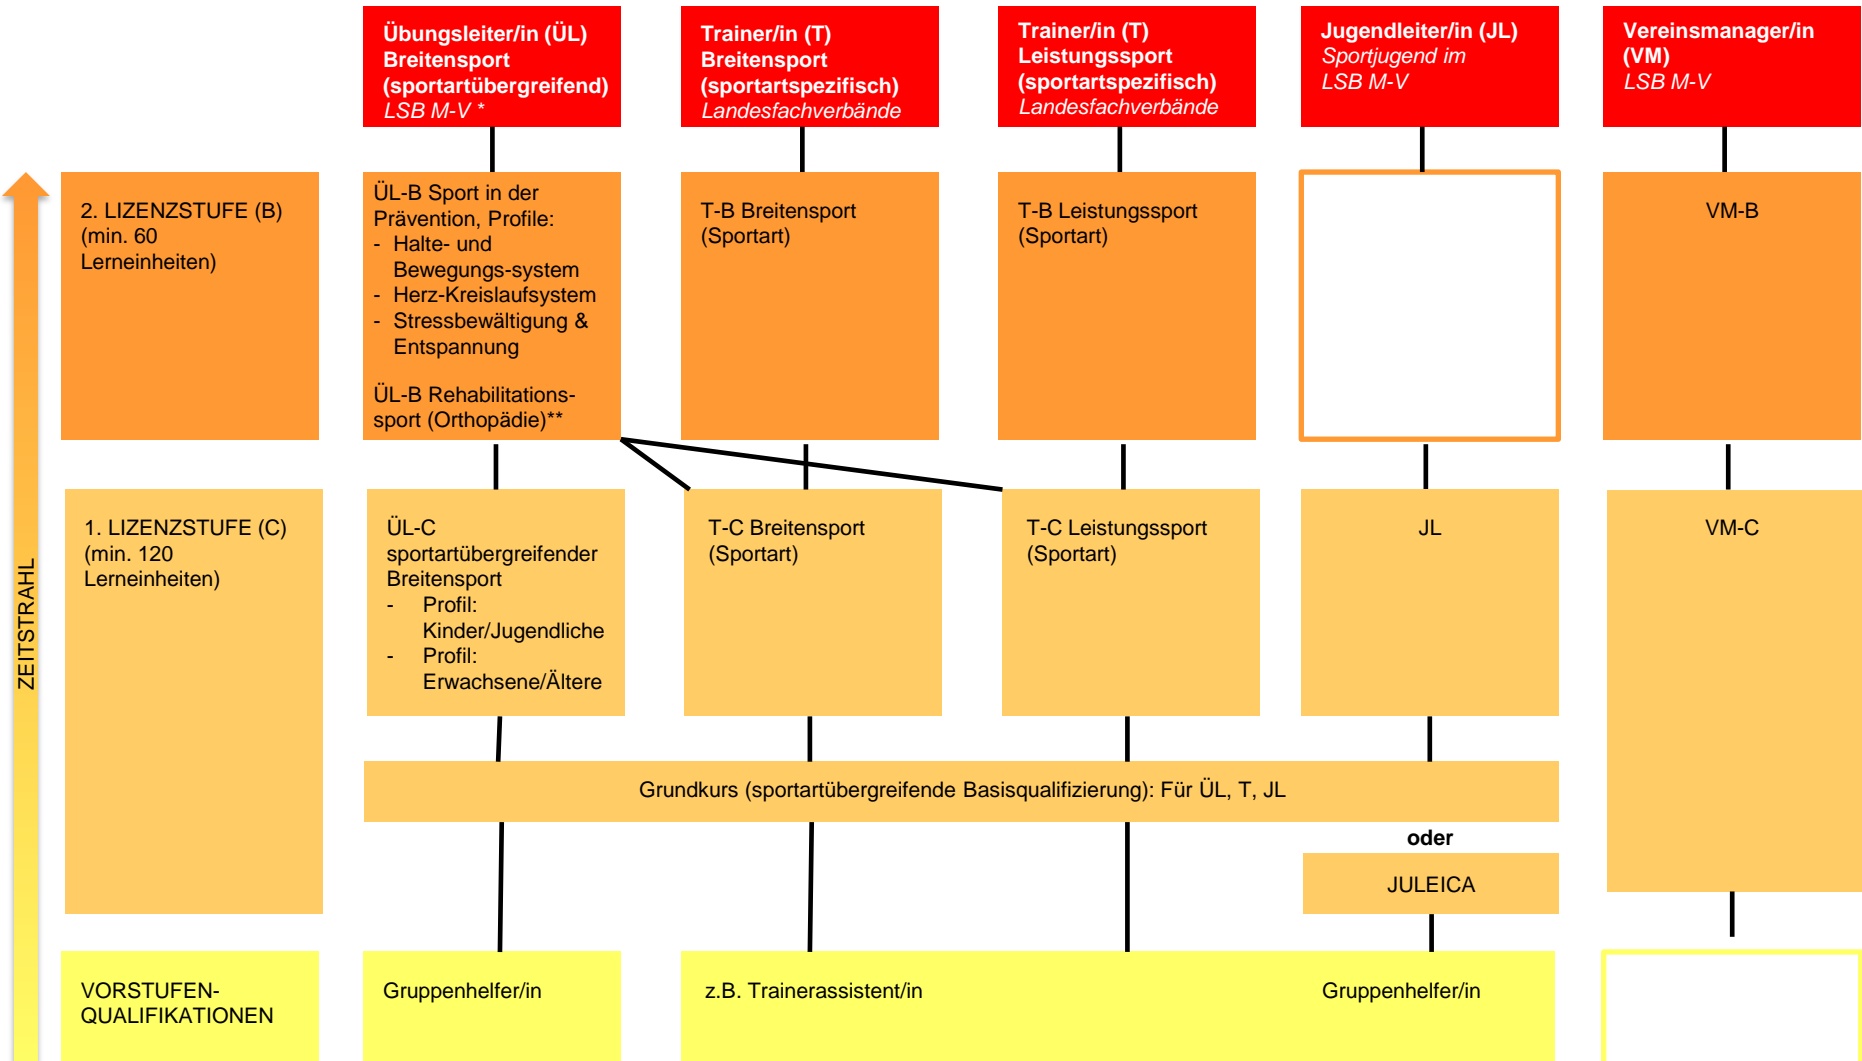 Übungsleiter/in (ÜL)
Breitensport
(sportartübergreifend)
LSB M-V *
Trainer/in (T)
Breitensport
(sportartspezifisch)
Landesfachverbände
Trainer/in (T)
Leistungssport
(sportartspezifisch)
Landesfachverbände
Jugendleiter/in (JL)
Sportjugend im
LSB M-V
Vereinsmanager/in
(VM)
LSB M-V
ZEITSTRAHL
2. LIZENZSTUFE (B)
(min. 60
Lerneinheiten)
ÜL-B Sport in der
Prävention, Profile:
- Halte- und
Bewegungs-system
- Herz-Kreislaufsystem
- Stressbewältigung &
Entspannung
ÜL-B Rehabilitations-
sport (Orthopädie)**
T-B Breitensport
(Sportart)
T-B Leistungssport
(Sportart)
VM-B
1. LIZENZSTUFE (C)
(min. 120
Lerneinheiten)
ÜL-C
sportartübergreifender
Breitensport
- Profil:
Kinder/Jugendliche
- Profil:
Erwachsene/Ältere
T-C Breitensport
(Sportart)
T-C Leistungssport
(Sportart)
JL
VM-C
Grundkurs (sportartübergreifende Basisqualifizierung): Für ÜL, T, JL
oder
JULEICA
VORSTUFEN-
QUALIFIKATIONEN
Gruppenhelfer/in
z.B. Trainerassistent/in
Gruppenhelfer/in